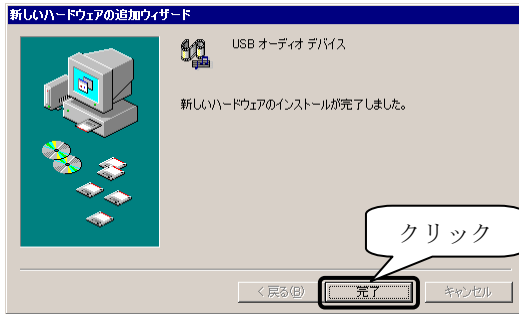 新しいハードウェアの追加ウィザード
USB オーディオ デバイス
新しいハードウェアのインストールが完了しました。
クリック
< 戻る(B)
完了
キャンセル